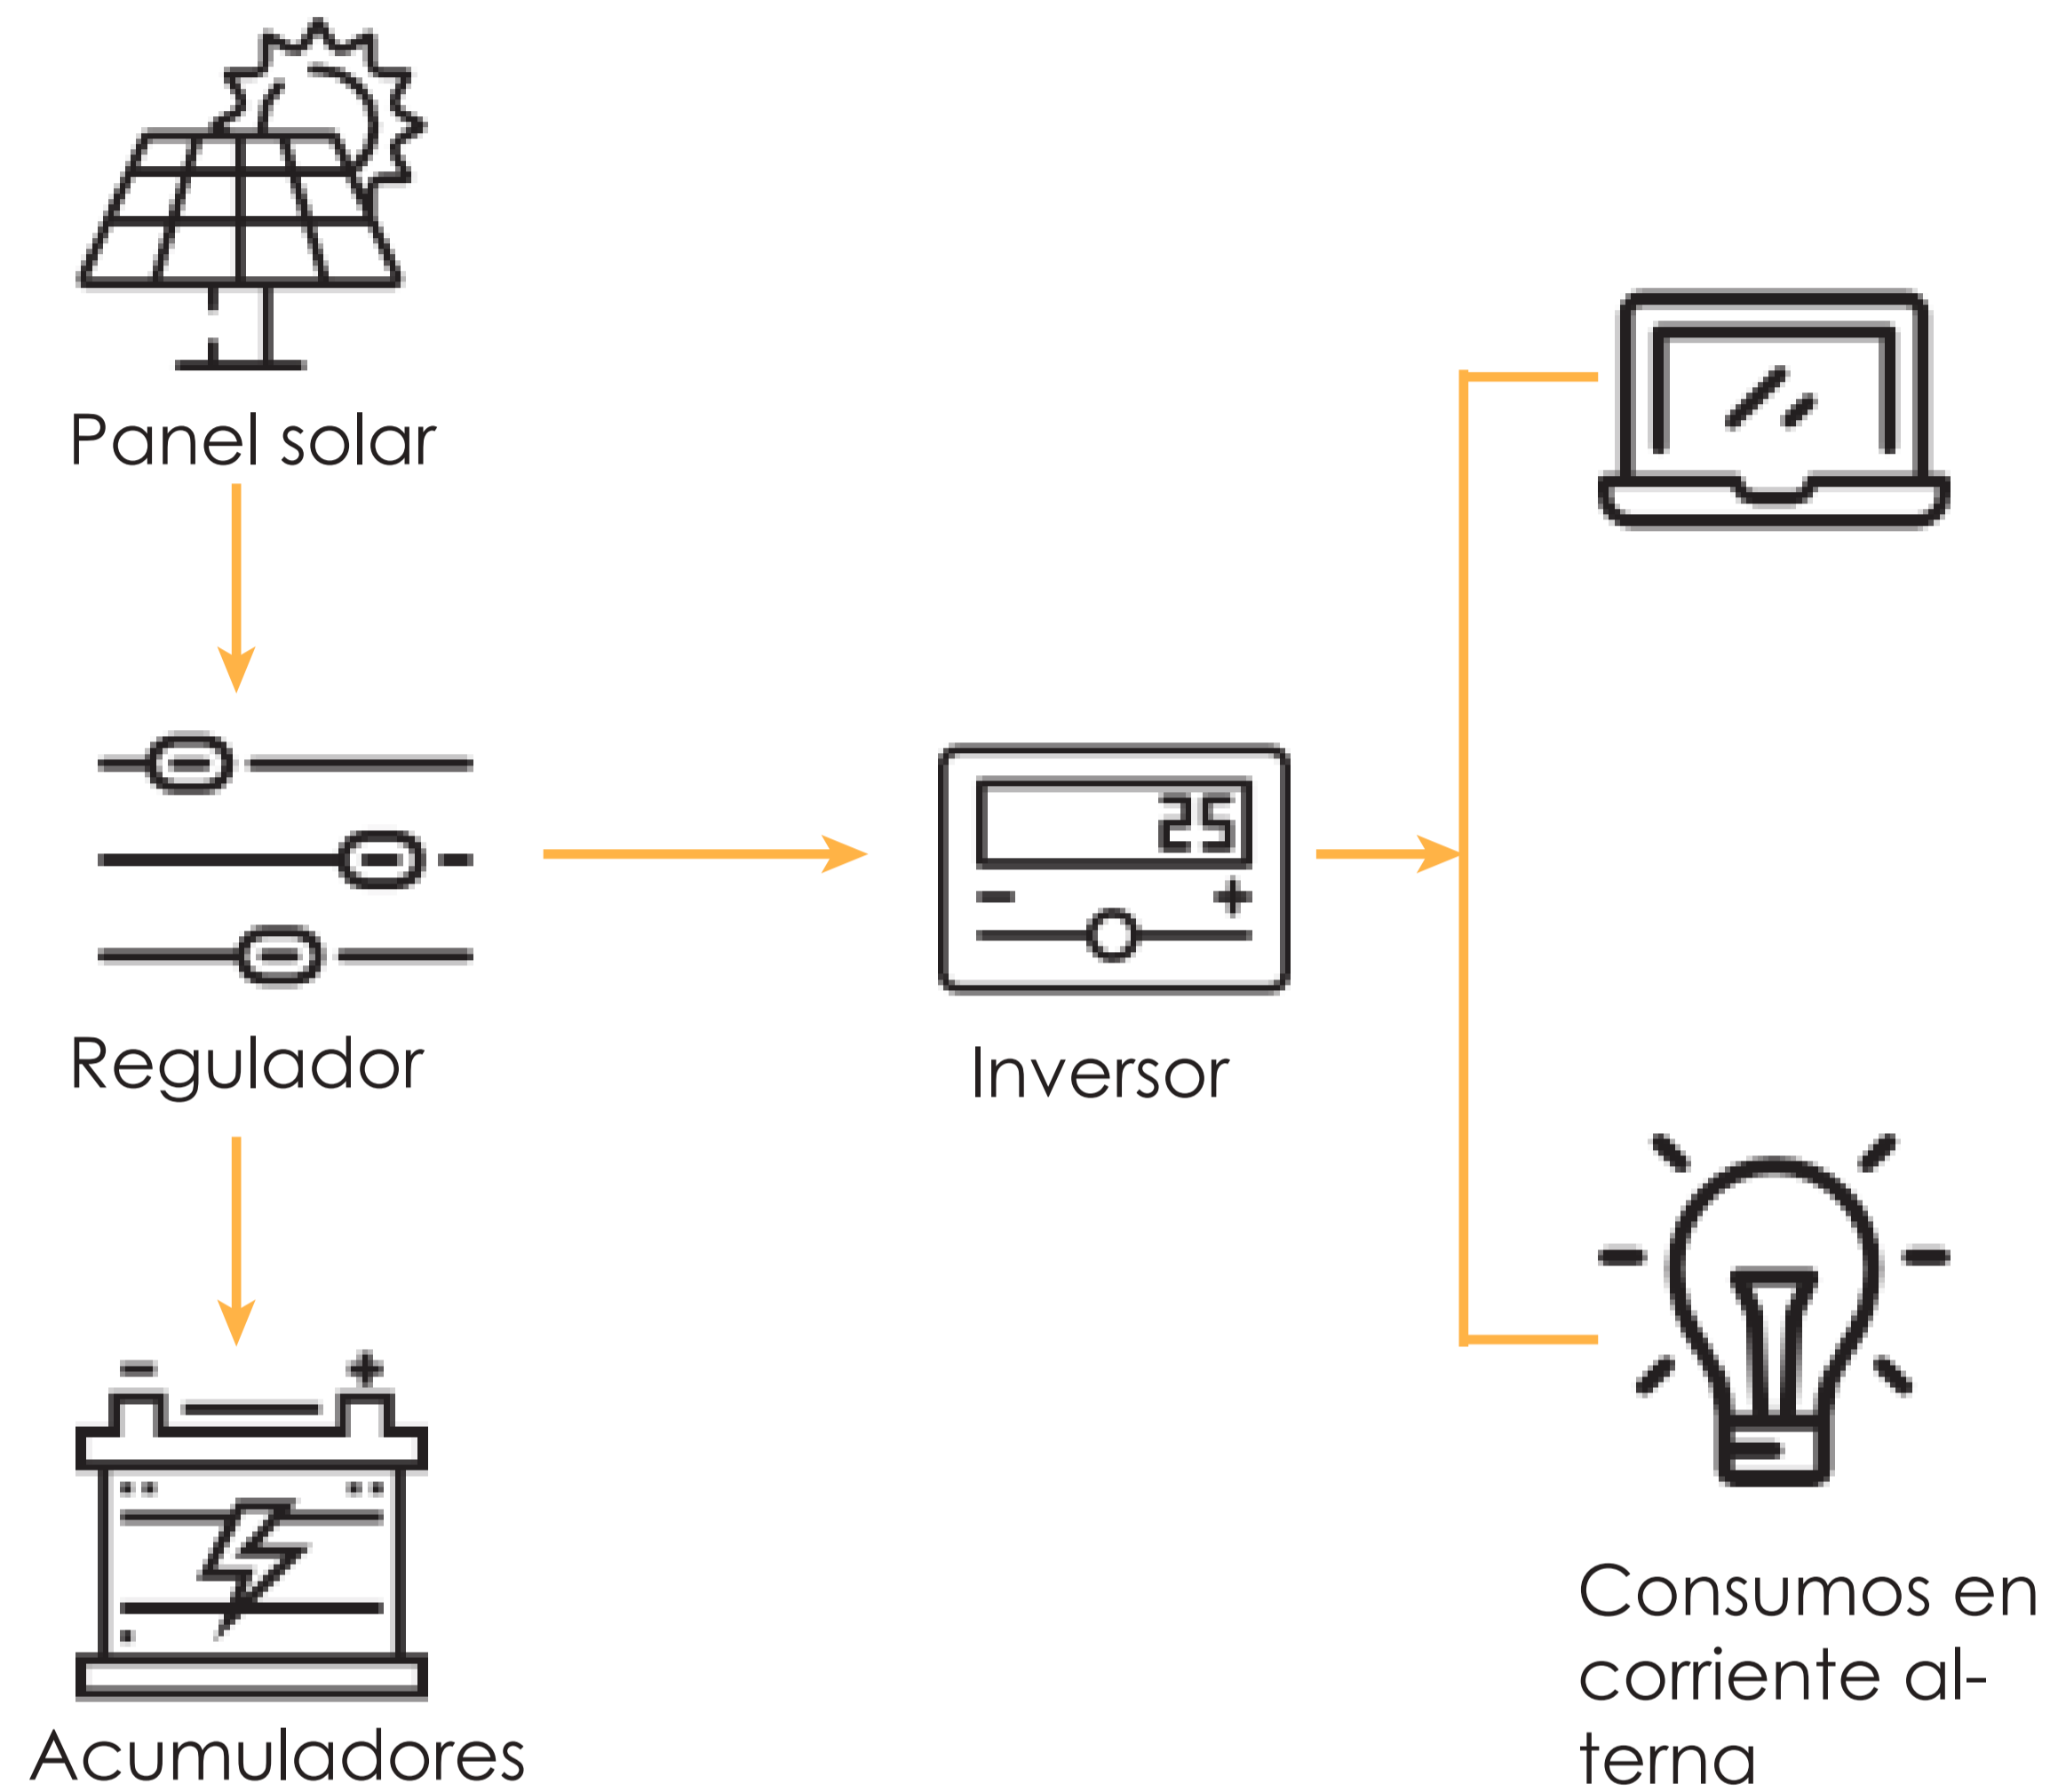 Panel solar
25
Regulador
Inversor
Acumuladores
Consumos en
corriente al-
terna